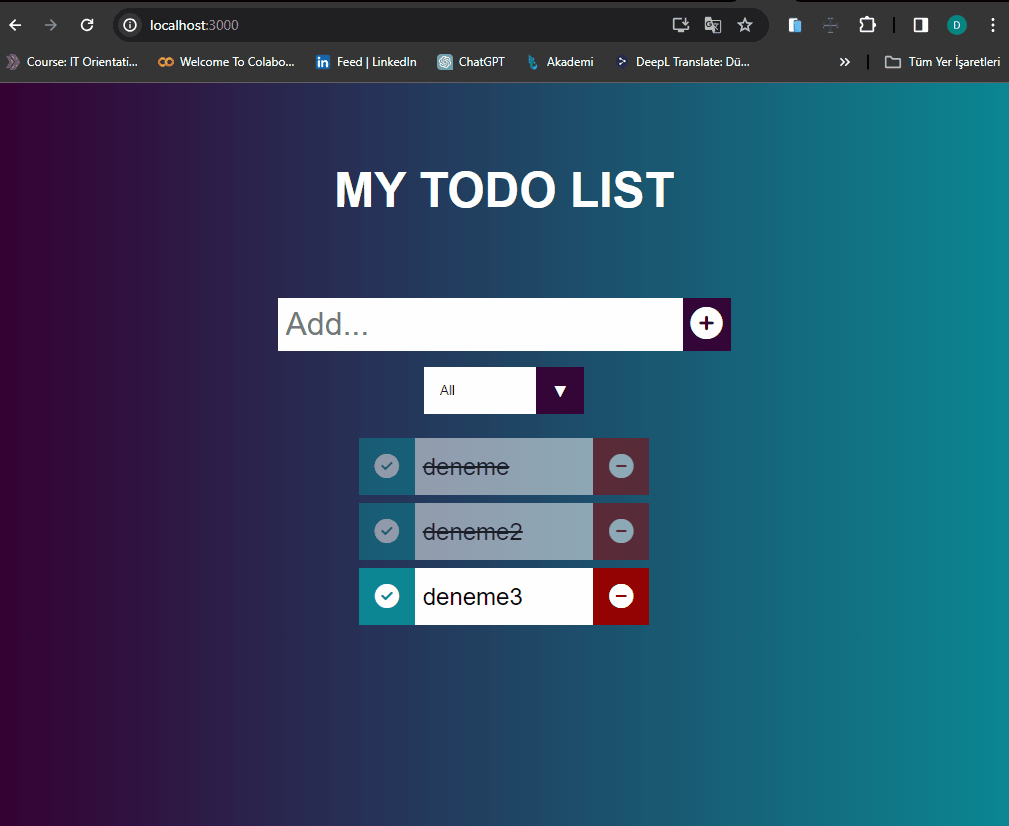 localhost:3000
D
Course: IT Orientati...
Welcome To Colabo...
Feed | LinkedIn
ChatGPT
Akademi
DeepL Translate: Dü...
Tüm Yer İşaretleri
MY TODO LIST
Add...
All
deneme
deneme2
deneme3